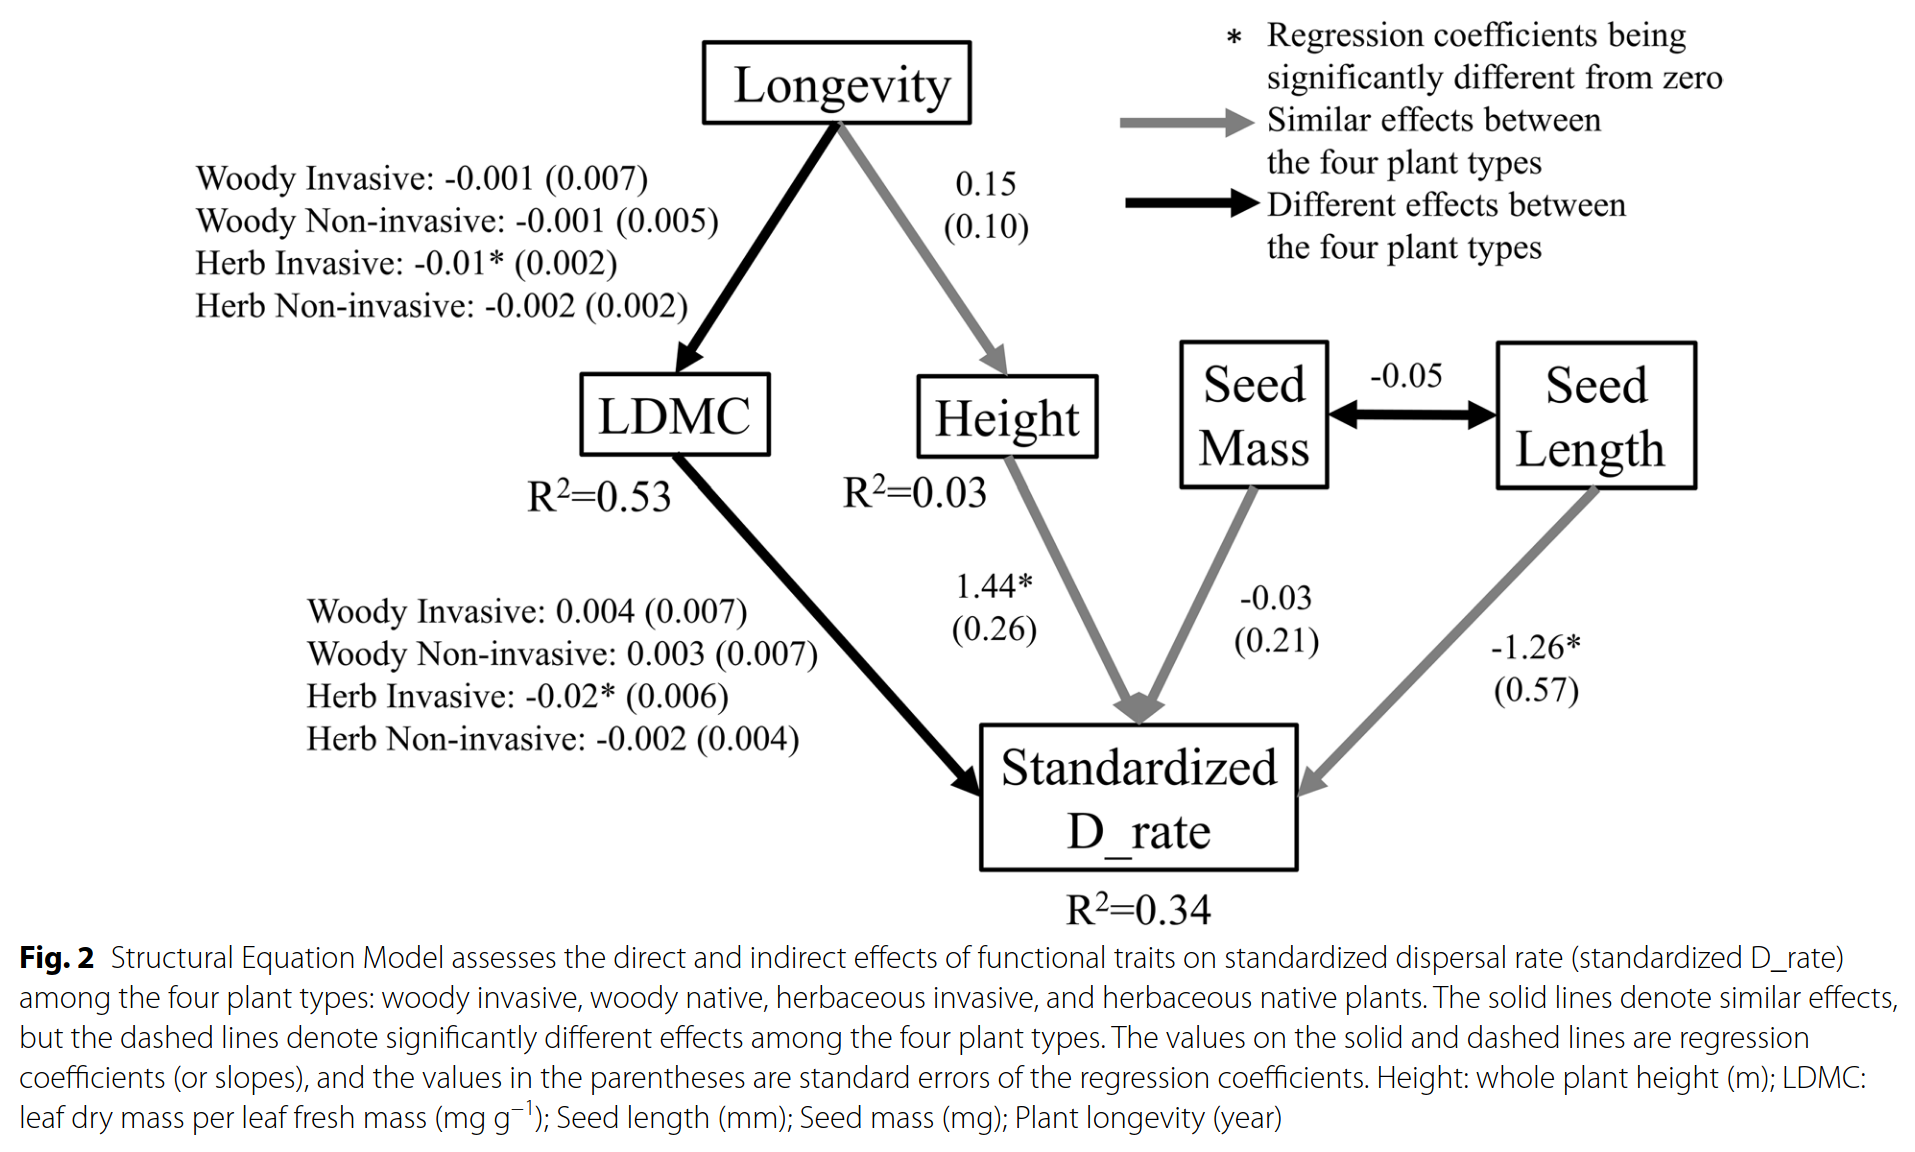 Longevity
* Regression coefficients being
significantly different from zero
Similar effects between
the four plant types
Different effects between
the four plant types
Woody Invasive: -0.001 (0.007)
Woody Non-invasive: -0.001 (0.005)
Herb Invasive: -0.01* (0.002)
Herb Non-invasive: -0.002 (0.002)
0.15
(0.10)
LDMC
R²=0.53
Height
R²=0.03
Seed
Mass
-0.05
Seed
Length
Woody Invasive: 0.004 (0.007)
Woody Non-invasive: 0.003 (0.007)
Herb Invasive: -0.02* (0.006)
Herb Non-invasive: -0.002 (0.004)
1.44*
(0.26)
-0.03
(0.21)
-1.26*
(0.57)
Standardized
D_rate
R²=0.34
Fig. 2 Structural Equation Model assesses the direct and indirect effects of functional traits on standardized dispersal rate (standardized D_rate)
among the four plant types: woody invasive, woody native, herbaceous invasive, and herbaceous native plants. The solid lines denote similar effects,
but the dashed lines denote significantly different effects among the four plant types. The values on the solid and dashed lines are regression
coefficients (or slopes), and the values in the parentheses are standard errors of the regression coefficients. Height: whole plant height (m); LDMC:
leaf dry mass per leaf fresh mass (mg g⁻¹); Seed length (mm); Seed mass (mg); Plant longevity (year)